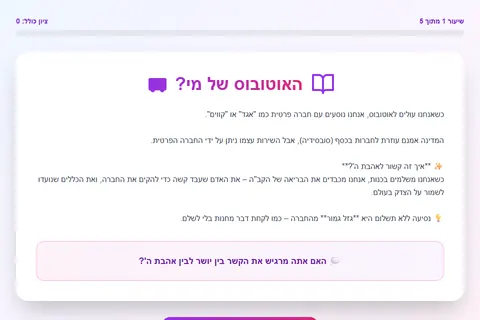 שיעור 1 מתוך 5
ציון כולל: 0
האוטובוס של מי?
כשאנחנו עולים לאוטובוס, אנחנו נוסעים עם חברה פרטית כמו "אגד" או "קווים".
המדינה אמנם עוזרת לחברות בכסף (סובסידיה), אבל השירות עצמו ניתן על ידי החברה הפרטית.
✨ **איך זה קשור לאהבת ה'?**
כשאנחנו משלמים בכנות, אנחנו מכבדים את הבריאה של הקב"ה – את האדם שעבד קשה כדי להקים את החברה, ואת הכללים שנועדו
לשמור על הצדק בעולם.
💡 נסיעה ללא תשלום היא **גזל גמור** מהחברה – כמו לקחת דבר מחנות בלי לשלם.
האם אתה מרגיש את הקשר בין יושר לבין אהבת ה'?